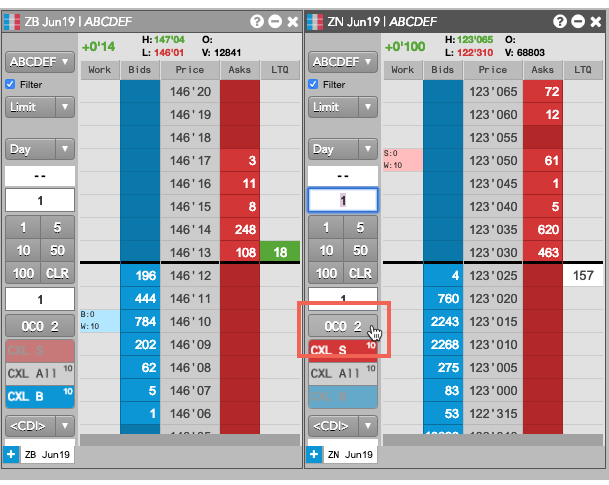 ZB Jun19 | ABCDEF
+0'14 H: 147'04 O:
L: 146'01 V: 12841
ABCDEF
Work Bids Price Asks LTQ
Filter
Limit
Day
--
1
1 5
10 50
100 CLR
1
OCO 2
CXL S
CXL All 10
CXL B 10
<CDI>
+ ZB Jun19
146'20
146'19
146'18
146'17 3
146'16 11
146'15 8
146'14 248
146'13 108 18
196 146'12
444 146'11
B:0
W:10 784 146'10
202 146'09
62 146'08
5 146'07
1 146'06
ZN Jun19 | ABCDEF
+0'100 H: 123'065 O:
L: 122'310 V: 68803
ABCDEF
Work Bids Price Asks LTQ
Filter
Limit
Day
--
1
1 5
10 50
100 CLR
1
OCO 2
CXL S 10
CXL All 10
<CDI>
+ ZN Jun19
123'065 72
123'060 12
123'055
S:0
W:10 123'050 61
123'045 1
123'040 5
123'035 620
123'030 463
4 123'025 157
760 123'020
2243 123'015
2268 123'010
275 123'005
83 123'000
53 122'315